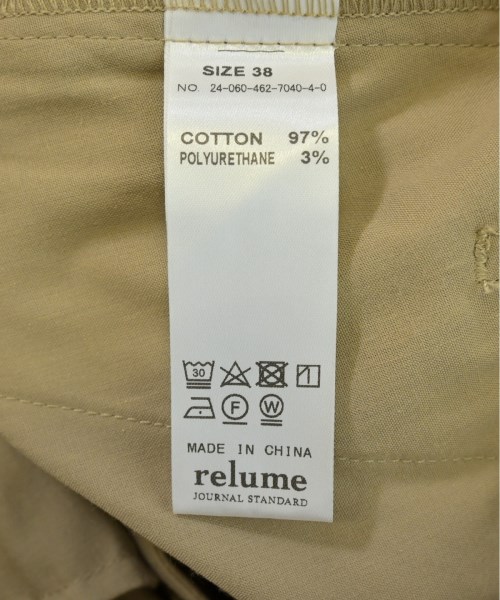 SIZE 38
NO. 24-060-462-7040-4-0
COTTON 97%
POLYURETHANE 3%
30
F W
MADE IN CHINA
relume
JOURNAL STANDARD